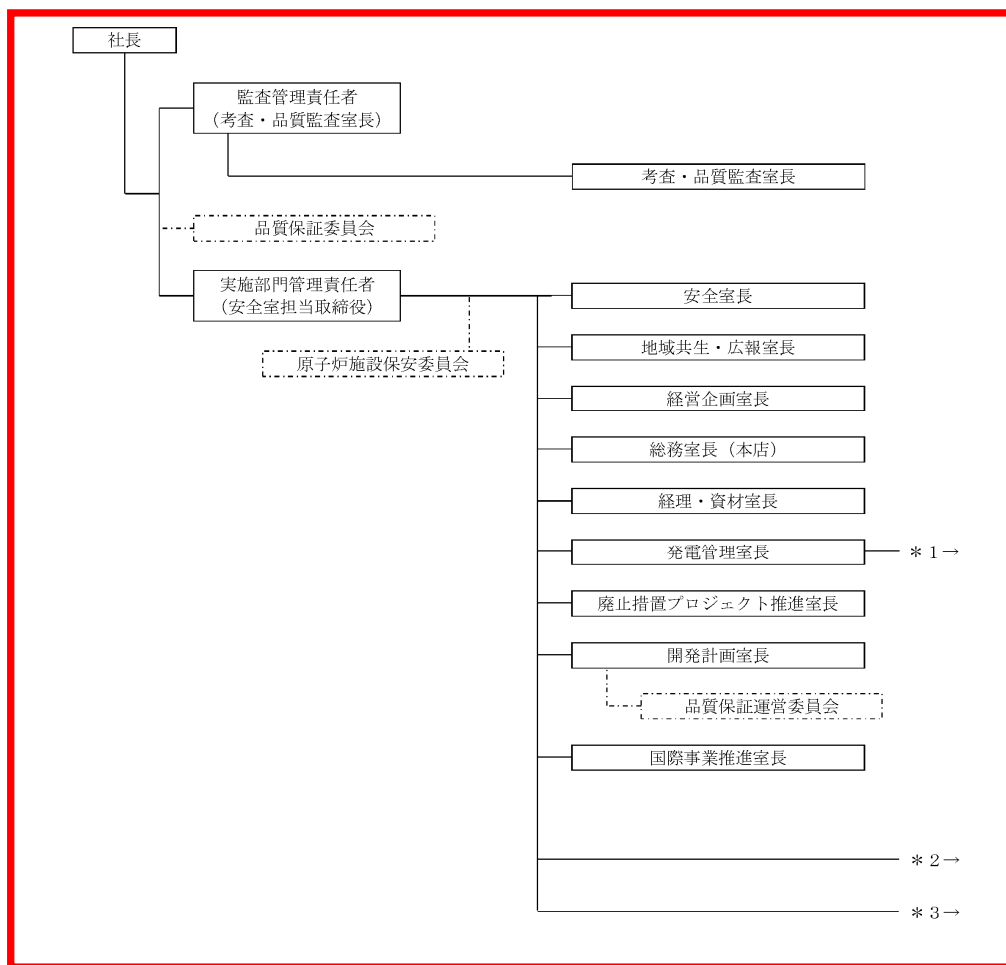 社長
監査管理責任者
（考査・品質監査室長）
考査・品質監査室長
品質保証委員会
実施部門管理責任者
（安全室担当取締役）
安全室長
地域共生・広報室長
原子炉施設保安委員会
経営企画室長
総務室長（本店）
経理・資材室長
発電管理室長
＊１→
廃止措置プロジェクト推進室長
開発計画室長
品質保証運営委員会
国際事業推進室長
＊２→
＊３→